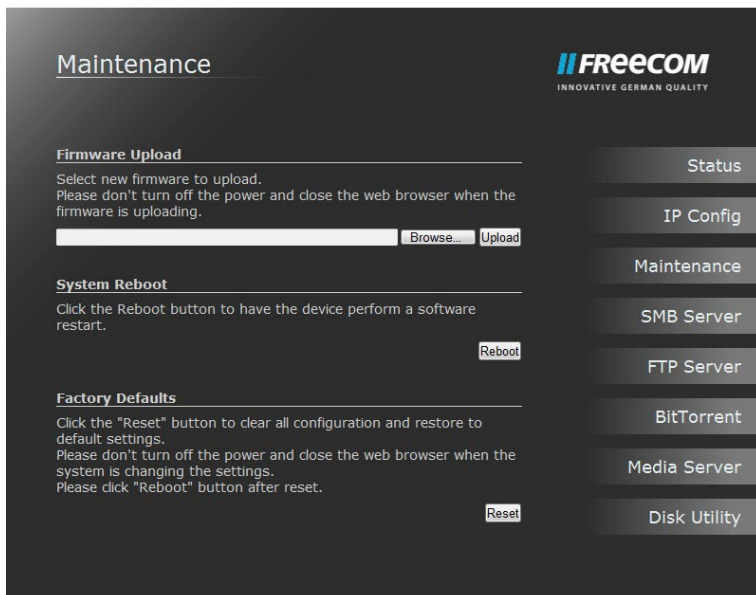 Maintenance
FREECOM
INNOVATIVE GERMAN QUALITY
Firmware Upload
Select new firmware to upload.
Please don't turn off the power and close the web browser when the
firmware is uploading.
Browse... Upload
System Reboot
Click the Reboot button to have the device perform a software
restart.
Reboot
Factory Defaults
Click the "Reset" button to clear all configuration and restore to
default settings.
Please don't turn off the power and close the web browser when the
system is changing the settings.
Please click "Reboot" button after reset.
Reset
Status
IP Config
Maintenance
SMB Server
FTP Server
BitTorrent
Media Server
Disk Utility